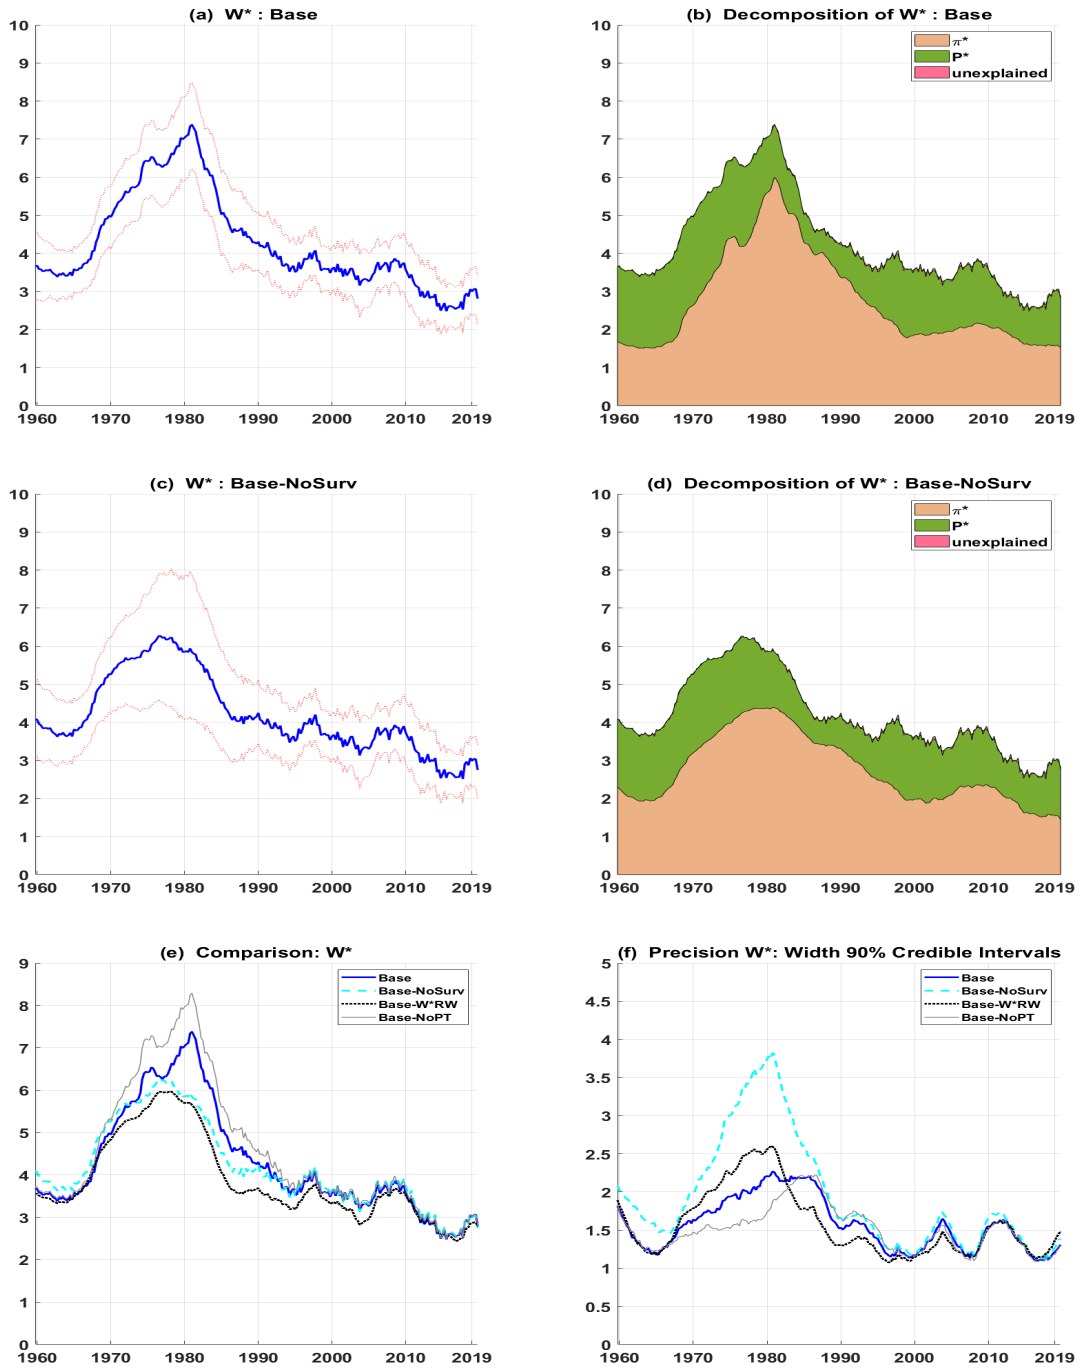 (a) W* : Base
10
9
8
7
6
5
4
3
2
1
0
1960 1970 1980 1990 2000 2010 2019
(b) Decomposition of W* : Base
π*
P*
unexplained
10
9
8
7
6
5
4
3
2
1
0
1960 1970 1980 1990 2000 2010 2019
(c) W* : Base-NoSurv
10
9
8
7
6
5
4
3
2
1
0
1960 1970 1980 1990 2000 2010 2019
(d) Decomposition of W* : Base-NoSurv
π*
P*
unexplained
10
9
8
7
6
5
4
3
2
1
0
1960 1970 1980 1990 2000 2010 2019
(e) Comparison: W*
Base
Base-NoSurv
Base-W*RW
Base-NoPT
9
8
7
6
5
4
3
2
1
0
1960 1970 1980 1990 2000 2010 2019
(f) Precision W*: Width 90% Credible Intervals
Base
Base-NoSurv
Base-W*RW
Base-NoPT
5
4.5
4
3.5
3
2.5
2
1.5
1
0.5
0
1960 1970 1980 1990 2000 2010 2019